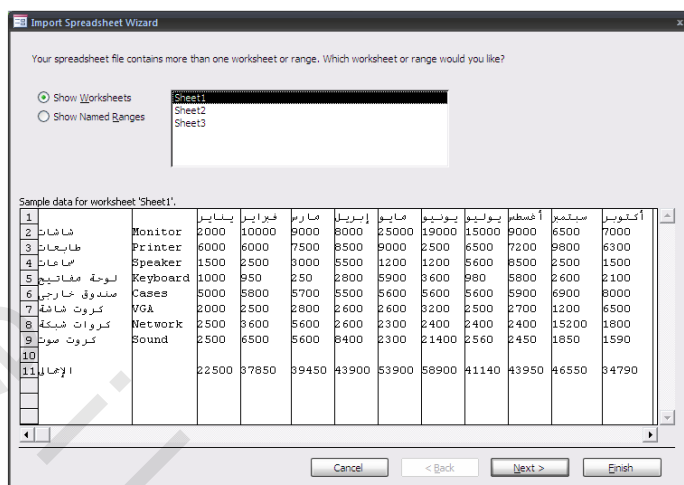 Import Spreadsheet Wizard
x
Your spreadsheet file contains more than one worksheet or range. Which worksheet or range would you like?
Show Worksheets
Show Named Ranges
Sheet1
Sheet2
Sheet3
Sample data for worksheet 'Sheet1'.
1 يناير فبراير مارس إبريل مايو يونيو يوليو أغسطس سبتمبر أكتوبر
2 شاشات Monitor 2000 10000 9000 8000 25000 19000 15000 9000 6500 7000
3 طابعات Printer 6000 6000 7500 8500 9000 2500 6500 7200 9800 6300
4 سماعات Speaker 1500 2500 3000 5500 1200 1200 5600 8500 2500 1500
5 لوحة مفاتيح Keyboard 1000 950 250 2800 5900 3600 980 5800 2600 2100
6 صندوق خارجى Cases 5000 5800 5700 5500 5600 5600 5600 5900 6900 8000
7 كروت شاشة VGA 2000 2500 2800 2600 2600 3200 2500 2700 1200 6500
8 كروات شبكة Network 2500 3600 5600 2600 2300 2400 2400 2400 15200 1800
9 كروت صوت Sound 2500 6500 5600 8400 2300 21400 2560 2450 1850 1590
10
11 الإجمالى 22500 37850 39450 43900 53900 58900 41140 43950 46550 34790
Cancel
< Back
Next >
Finish